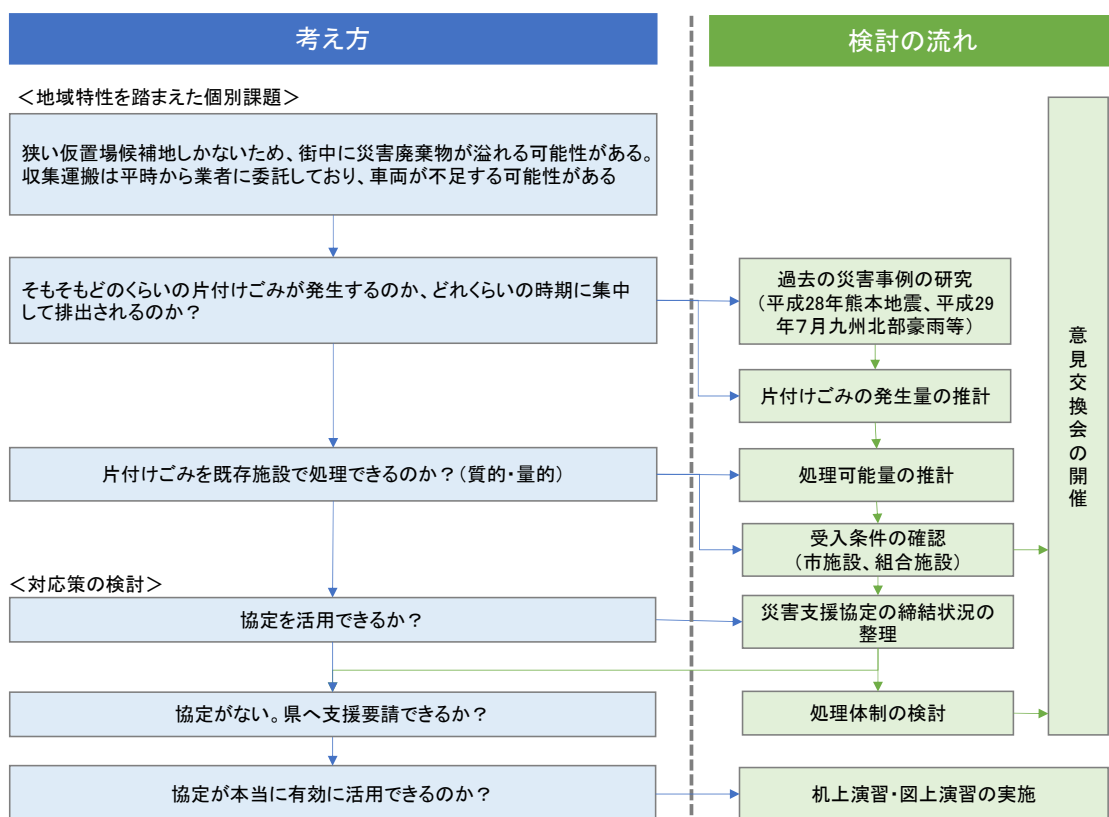 考え方
＜地域特性を踏まえた個別課題＞
狭い仮置場候補地しかないため、街中に災害廃棄物が溢れる可能性がある。
収集運搬は平時から業者に委託しており、車両が不足する可能性がある
そもそもどのくらいの片付けごみが発生するのか、どれくらいの時期に集中
して排出されるのか？
片付けごみを既存施設で処理できるのか？（質的・量的）
＜対応策の検討＞
協定を活用できるか？
協定がない。県へ支援要請できるか？
協定が本当に有効に活用できるのか？
検討の流れ
過去の災害事例の研究
（平成28年熊本地震、平成29
年７月九州北部豪雨等）
片付けごみの発生量の推計
処理可能量の推計
受入条件の確認
（市施設、組合施設）
災害支援協定の締結状況の
整理
処理体制の検討
机上演習・図上演習の実施
意見交換会の開催